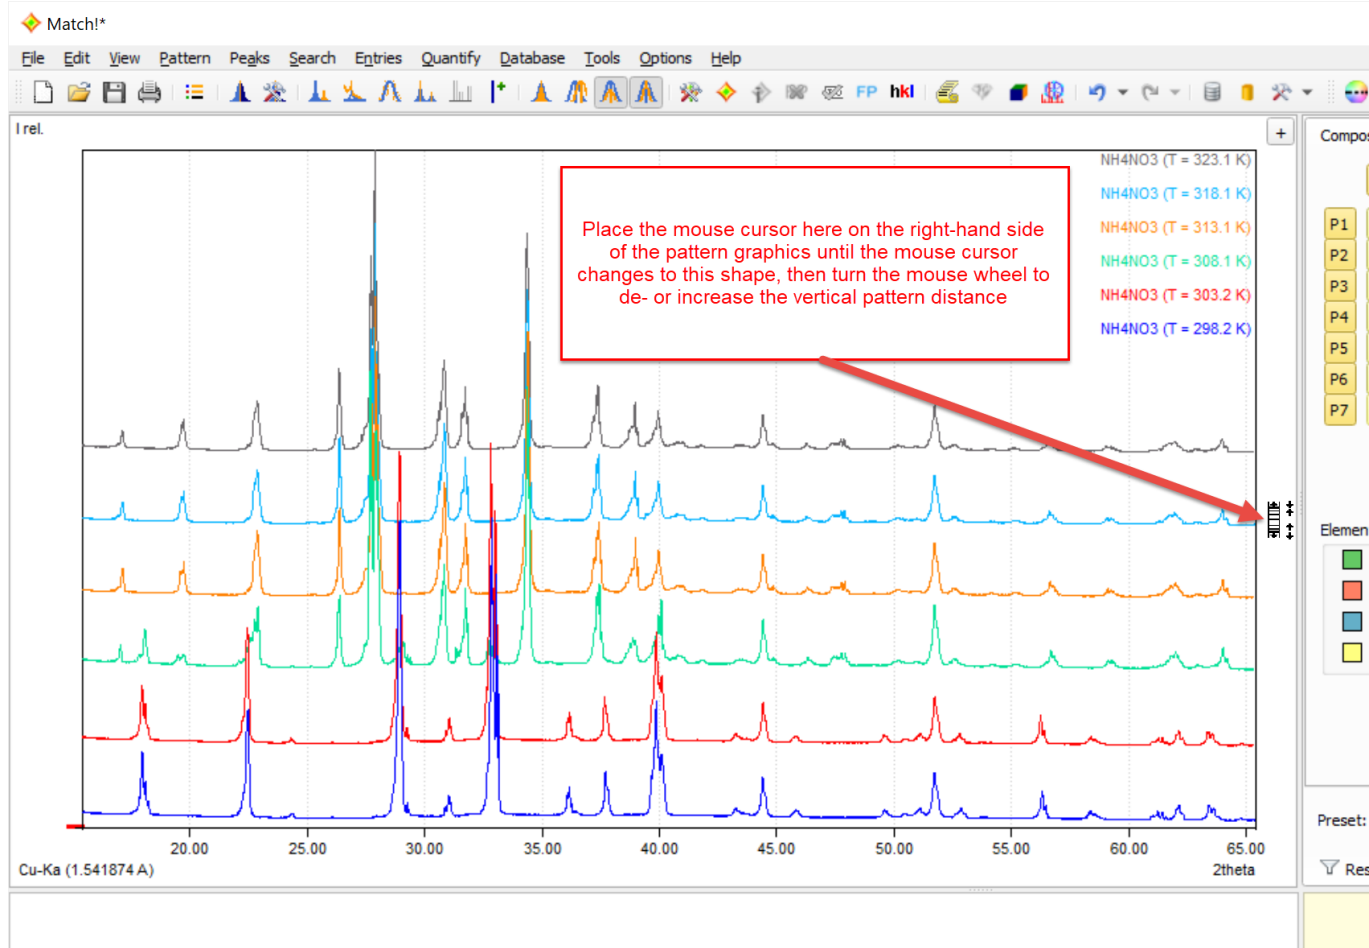 Match!*
File Edit View Pattern Peaks Search Entries Quantify Database Tools Options Help
FP hkl
I rel.
+
Compos
NH4NO3 (T = 323.1 K)
NH4NO3 (T = 318.1 K)
NH4NO3 (T = 313.1 K)
NH4NO3 (T = 308.1 K)
NH4NO3 (T = 303.2 K)
NH4NO3 (T = 298.2 K)
Place the mouse cursor here on the right-hand side
of the pattern graphics until the mouse cursor
changes to this shape, then turn the mouse wheel to
de- or increase the vertical pattern distance
P1
P2
P3
P4
P5
P6
P7
Elemen
20.00 25.00 30.00 35.00 40.00 45.00 50.00 55.00 60.00 65.00
Cu-Ka (1.541874 A) 2theta
Preset:
Res